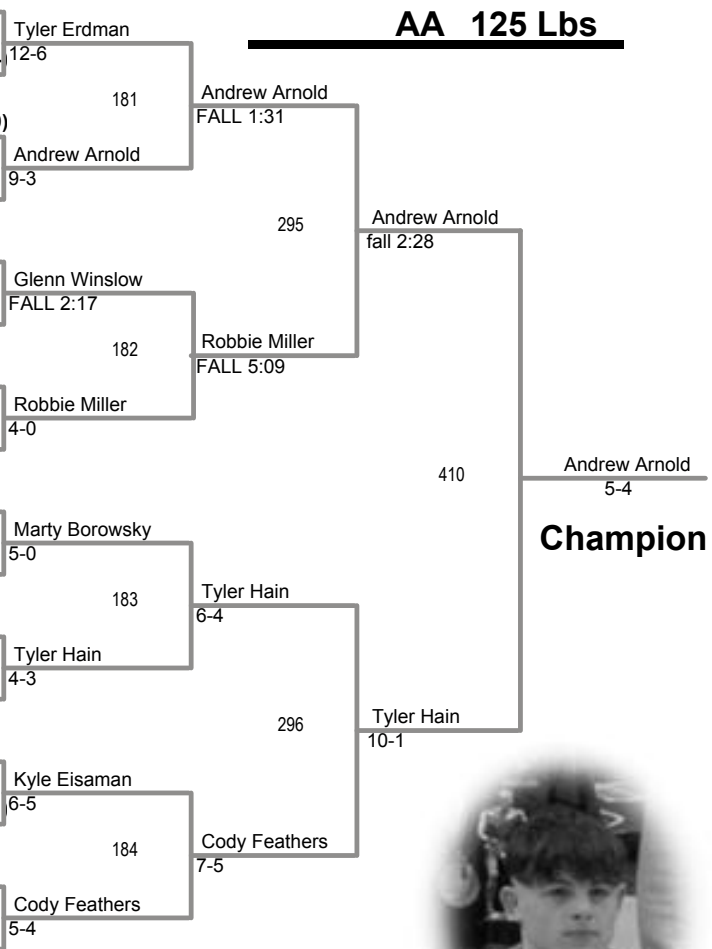 AA 125 Lbs
Tyler Erdman
12-6
181
Andrew Arnold
FALL 1:31
Andrew Arnold
9-3
295
Andrew Arnold
fall 2:28
Glenn Winslow
FALL 2:17
182
Robbie Miller
FALL 5:09
Robbie Miller
4-0
410
Andrew Arnold
5-4
Champion
Marty Borowsky
5-0
183
Tyler Hain
6-4
Tyler Hain
4-3
296
Tyler Hain
10-1
Kyle Eisaman
6-5
184
Cody Feathers
7-5
Cody Feathers
5-4